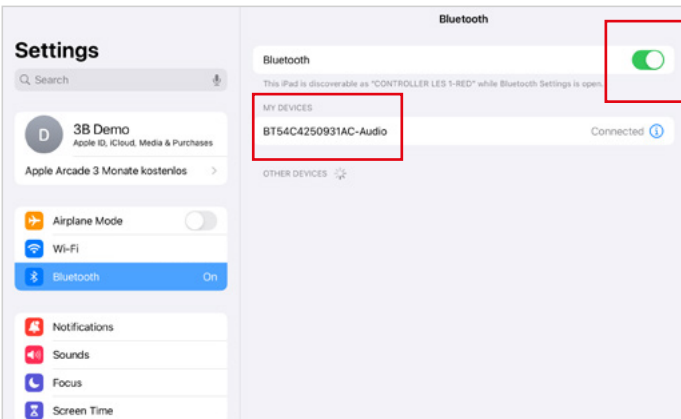 Settings
Search
D
3B Demo
Apple ID, iCloud, Media & Purchases
Apple Arcade 3 Monate kostenlos
Airplane Mode
Wi-Fi
Bluetooth On
Notifications
Sounds
Focus
Screen Time
Bluetooth
Bluetooth
This iPad is discoverable as "CONTROLLER LES 1-RED" while Bluetooth Settings is open.
MY DEVICES
BT54C4250931AC-Audio Connected
OTHER DEVICES